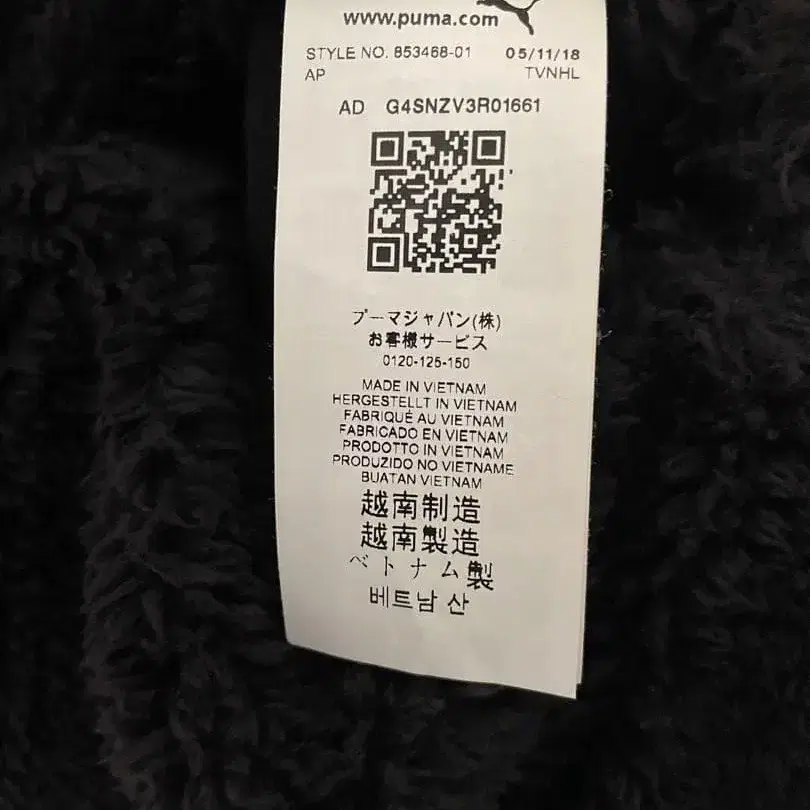 www.puma.com
STYLE NO. 853468-01 05/11/18
AP TVNHL
AD G4SNZV3R01661
プーマジャパン(株)
お客様サービス
0120-125-150
MADE IN VIETNAM
HERGESTELLT IN VIETNAM
FABRIQUÉ AU VIETNAM
FABRICADO EN VIETNAM
PRODOTTO IN VIETNAM
PRODUZIDO NO VIETNAME
BUATAN VIETNAM
越南制造
越南製造
ベトナム製
베트남 산